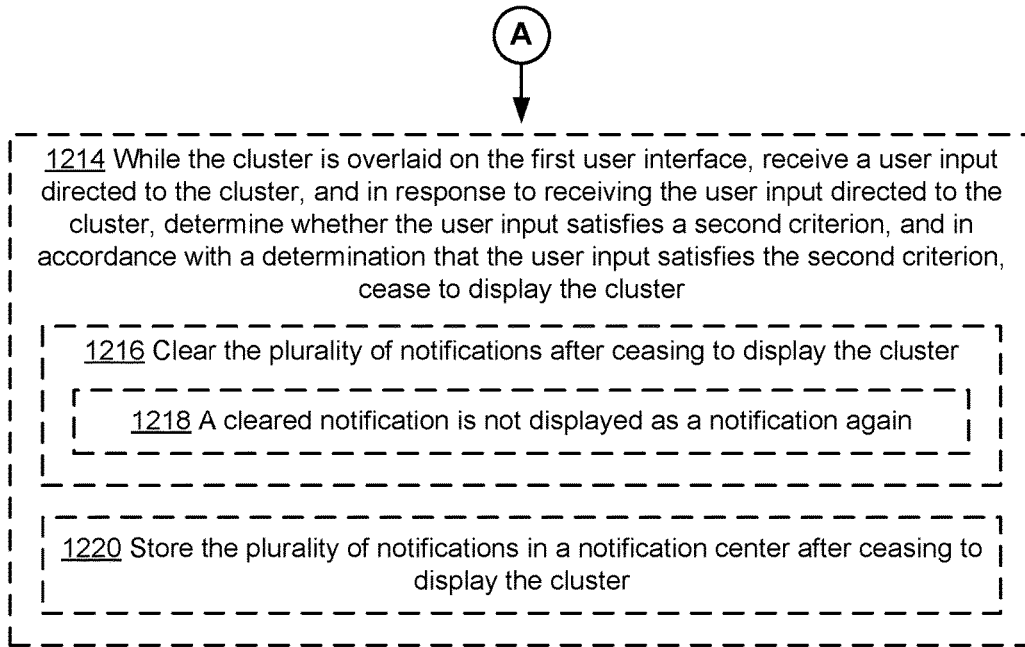 A
1214 While the cluster is overlaid on the first user interface, receive a user input
directed to the cluster, and in response to receiving the user input directed to the
cluster, determine whether the user input satisfies a second criterion, and in
accordance with a determination that the user input satisfies the second criterion,
cease to display the cluster
1216 Clear the plurality of notifications after ceasing to display the cluster
1218 A cleared notification is not displayed as a notification again
1220 Store the plurality of notifications in a notification center after ceasing to
display the cluster